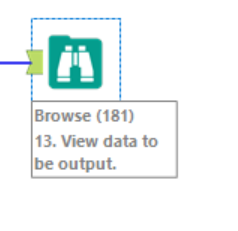 Browse (181)
13. View data to
be output.